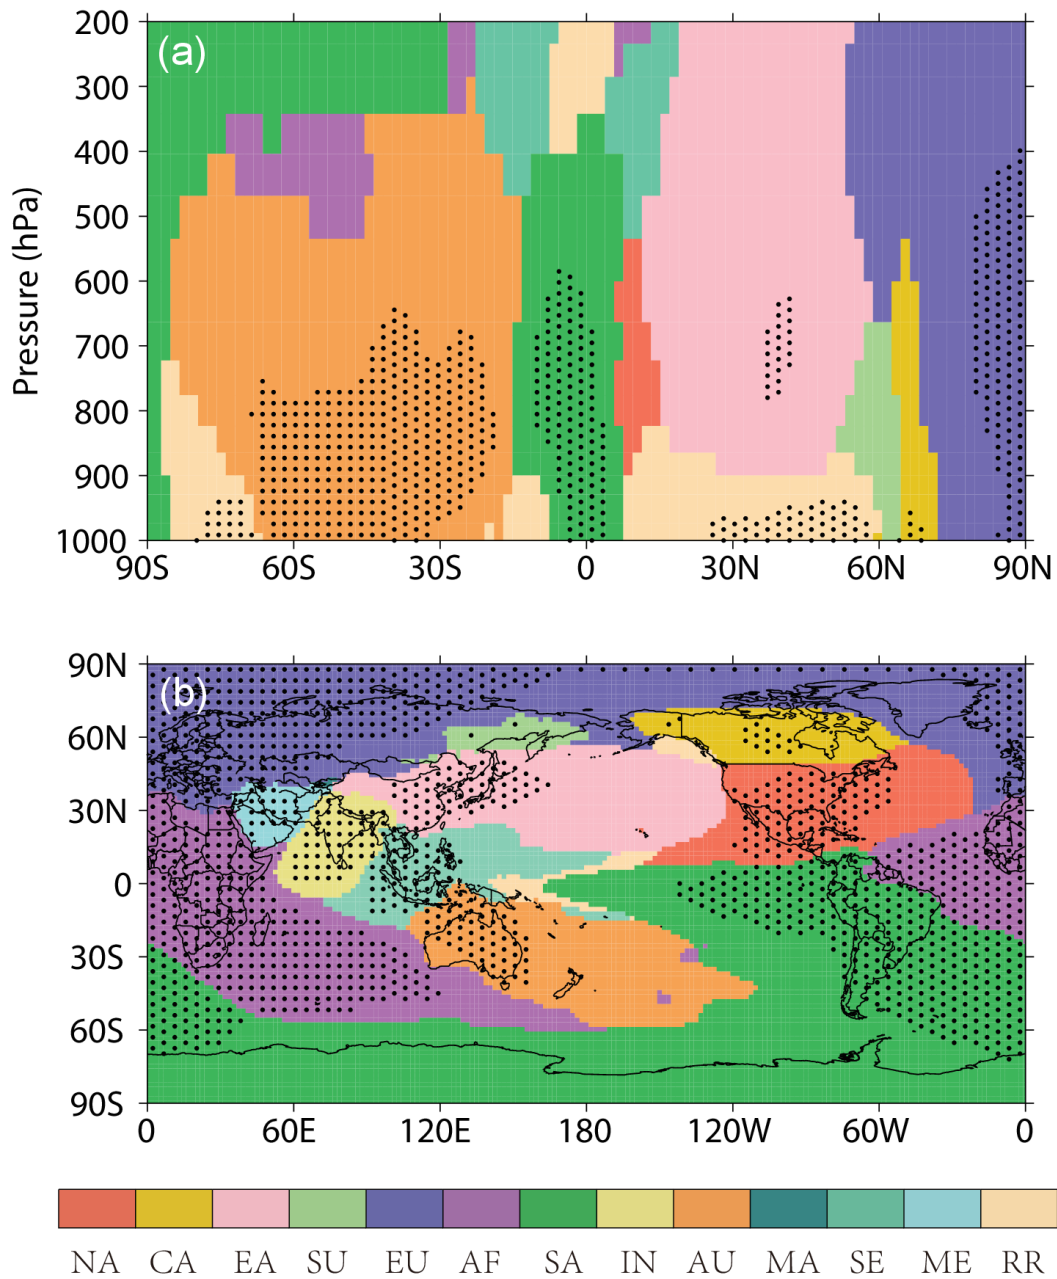 200
(a)
300
400
500
600
700
800
900
1000
Pressure (hPa)
90S 60S 30S 0 30N 60N 90N
90N
(b)
60N
30N
0
30S
60S
90S
0 60E 120E 180 120W 60W 0
NA CA EA SU EU AF SA IN AU MA SE ME RR